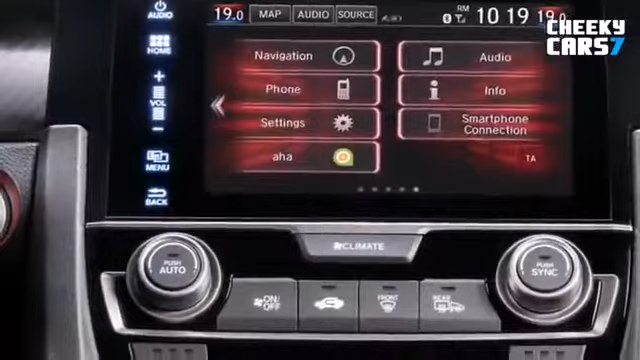 AUDIO
19.0 MAP AUDIO SOURCE RM 10 19 19.0
CHEEKY
CARS7
HOME
Navigation Audio
+
VOL
-
Phone Info
Settings Smartphone
Connection
aha TA
MENU
BACK
CLIMATE
PUSH
AUTO
PUSH
SYNC
ON/
OFF
FRONT
REAR